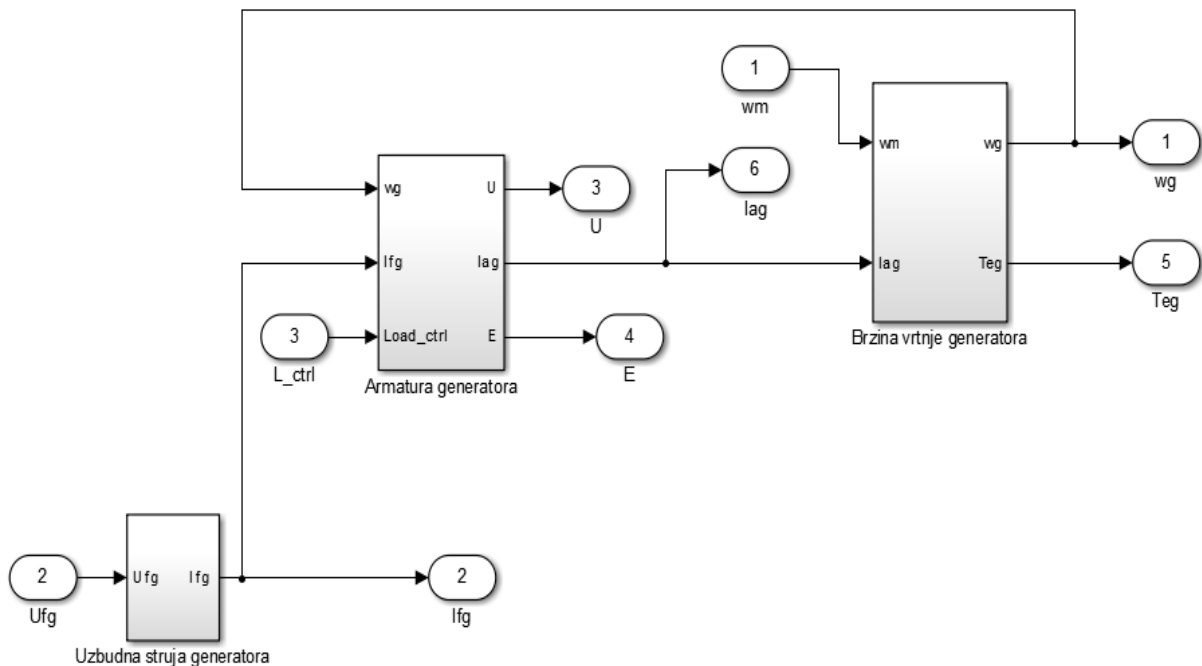 1
wm
wm
wg
1
wg
6
Iag
wg
U
3
U
Ifg
Iag
Iag
Teg
5
Teg
3
L_ctrl
Load_ctrl
E
4
E
Brzina vrtnje generatora
Armatura generatora
2
Ufg
Ufg
Ifg
2
Ifg
Uzbudna struja generatora